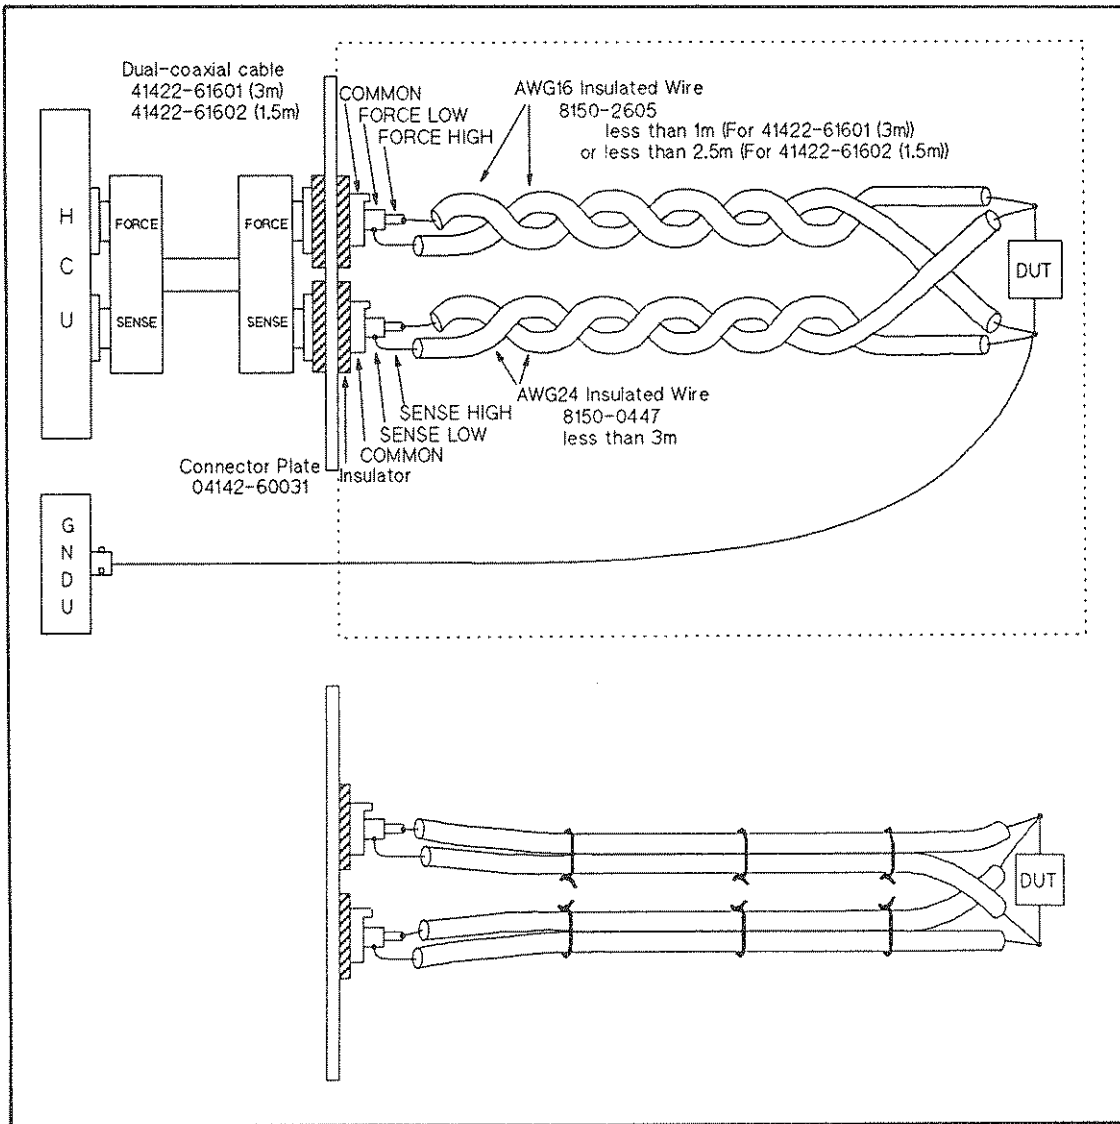 Dual-coaxial cable
41422-61601 (3m)
41422-61602 (1.5m)
COMMON
FORCE LOW
FORCE HIGH
AWG16 Insulated Wire
8150-2605
less than 1m (For 41422-61601 (3m))
or less than 2.5m (For 41422-61602 (1.5m))
H
C
U
FORCE
SENSE
FORCE
SENSE
DUT
AWG24 Insulated Wire
8150-0447
less than 3m
SENSE HIGH
SENSE LOW
COMMON
Insulator
Connector Plate
04142-60031
G
N
D
U
DUT